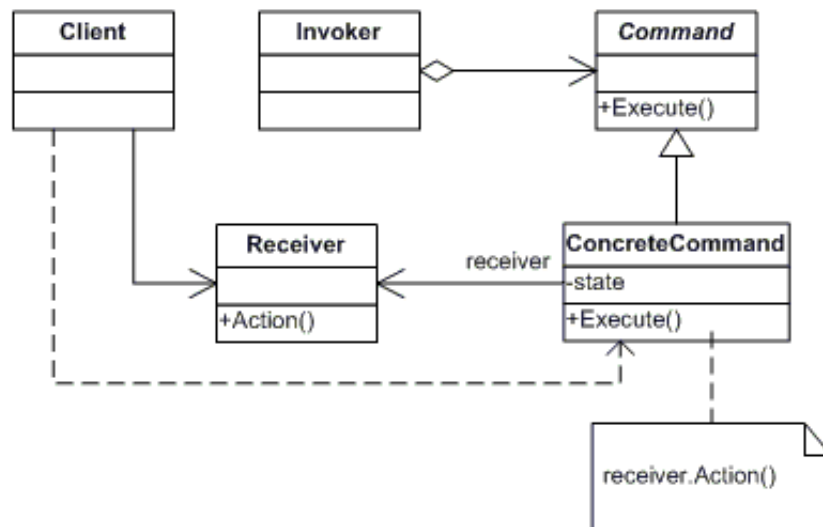 Client
Invoker
Command
+Execute()
Receiver
+Action()
receiver
ConcreteCommand
-state
+Execute()
receiver.Action()